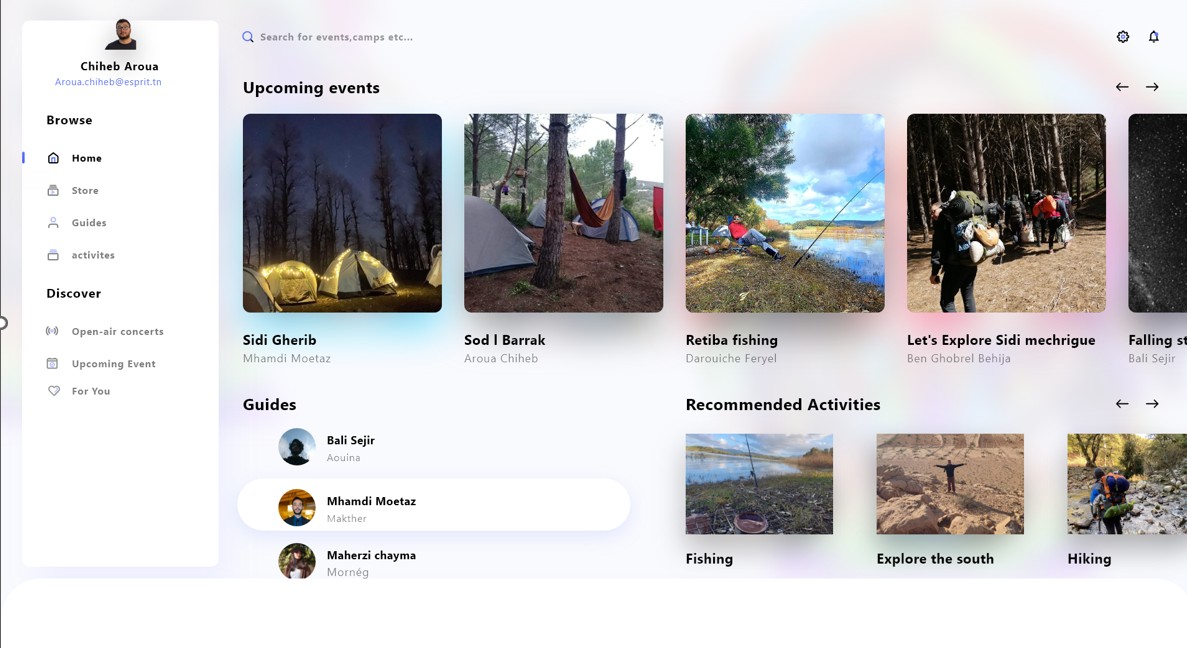 Chiheb Aroua
Aroua.chiheb@esprit.tn
Browse
Home
Store
Guides
activites
Discover
Open-air concerts
Upcoming Event
For You
Search for events,camps etc...
Upcoming events
Sidi Gherib
Mhamdi Moetaz
Sod l Barrak
Aroua Chiheb
Retiba fishing
Darouiche Feryel
Let's Explore Sidi mechrigue
Ben Ghobrel Behija
Falling st
Bali Sejir
Guides
Bali Sejir
Aouina
Mhamdi Moetaz
Makther
Maherzi chayma
Mornég
Recommended Activities
Fishing
Explore the south
Hiking